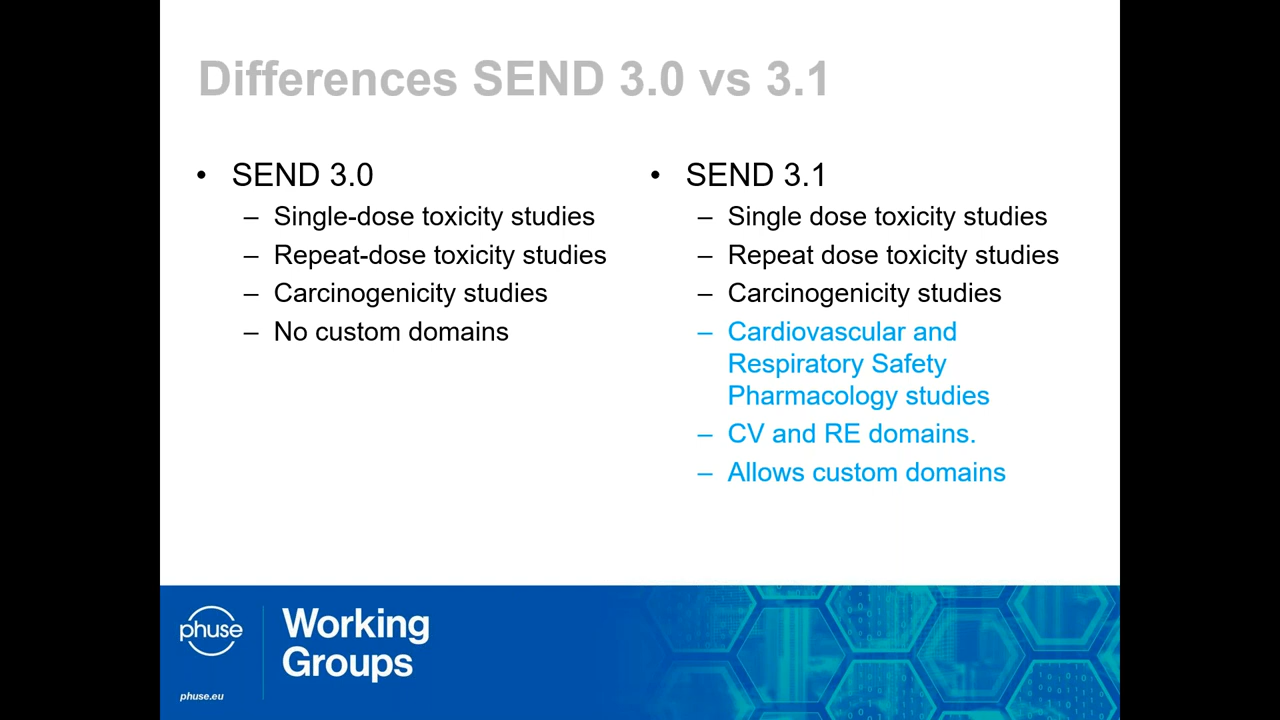 Differences SEND 3.0 vs 3.1
• SEND 3.0
– Single-dose toxicity studies
– Repeat-dose toxicity studies
– Carcinogenicity studies
– No custom domains
• SEND 3.1
– Single dose toxicity studies
– Repeat dose toxicity studies
– Carcinogenicity studies
– Cardiovascular and
Respiratory Safety
Pharmacology studies
– CV and RE domains.
– Allows custom domains
phuse
phuse.eu
Working
Groups